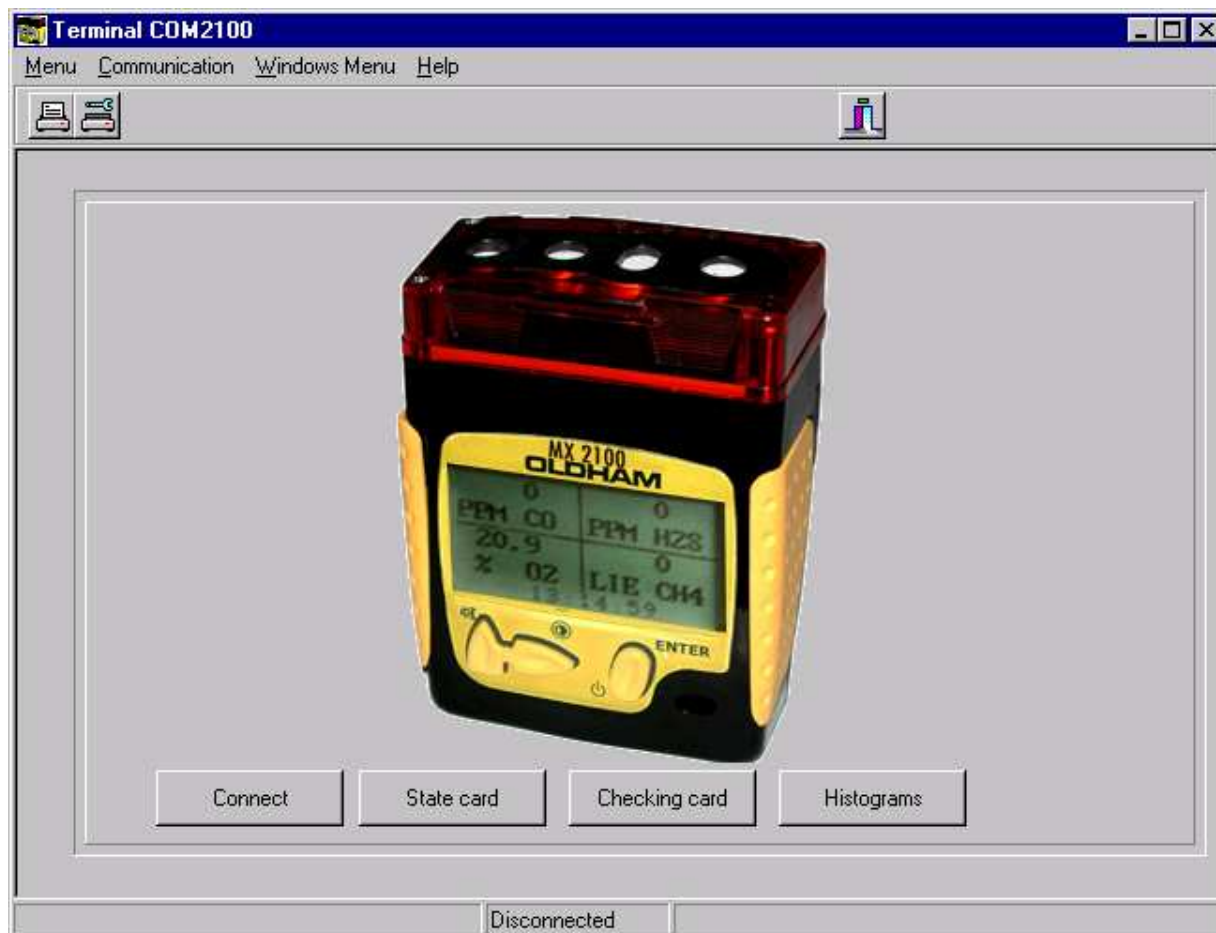 Terminal COM2100
Menu Communication Windows Menu Help
MX 2100
OLDHAM
0 0
PPM CO PPM H2S
20.9 0
% O2 LIE CH4
ENTER
Connect State card Checking card Histograms
Disconnected